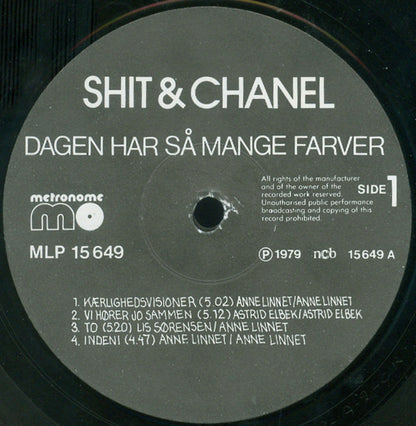 SHIT & CHANEL
DAGEN HAR SÅ MANGE FARVER
metronome
mo
MLP 15 649
All rights of the manufacturer
and of the owner of the
recorded work reserved.
Unauthorised public performance
broadcasting and copying of this
record prohibited.
SIDE 1
Ⓟ 1979 ncb 15 649 A
1. KÆRLIGHEDSVISIONER (5.02) ANNE LINNET/ANNE LINNET
2. VI HØRER JO SAMMEN (5.12) ASTRID ELBEK/ASTRID ELBEK
3. TO (520) LIS SØRENSEN/ANNE LINNET
4. INDENI (4.47) ANNE LINNET / ANNE LINNET